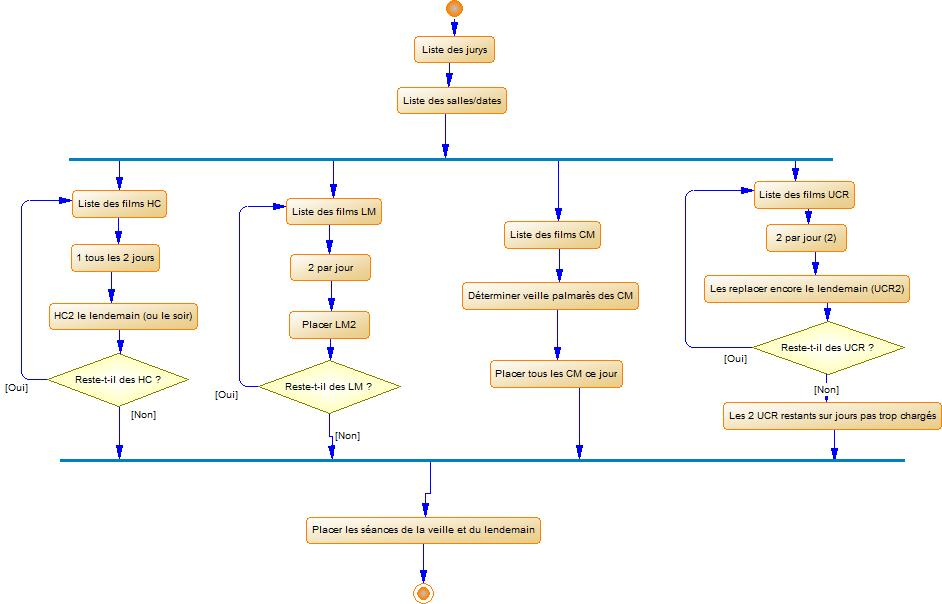 Liste des jurys
Liste des salles/dates
Liste des films HC
1 tous les 2 jours
HC2 le lendemain (ou le soir)
Reste-t-il des HC ?
[Oui]
[Non]
Liste des films LM
2 par jour
Placer LM2
Reste-t-il des LM ?
[Oui]
[Non]
Liste des films CM
Déterminer veille palmarès des CM
Placer tous les CM ce jour
Liste des films UCR
2 par jour (2)
Les replacer encore le lendemain (UCR2)
Reste-t-il des UCR ?
[Oui]
[Non]
Les 2 UCR restants sur jours pas trop chargés
Placer les séances de la veille et du lendemain